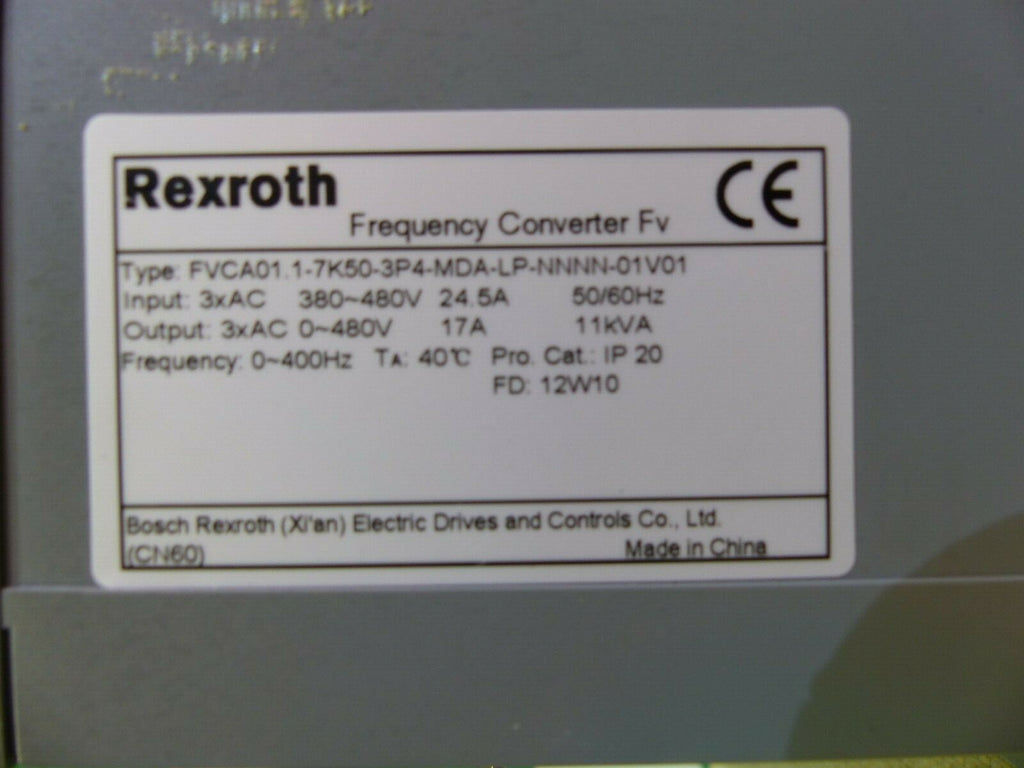 Rexroth
Frequency Converter Fv
CE
Type: FVCA01.1-7K50-3P4-MDA-LP-NNNN-01V01
Input: 3xAC 380~480V 24.5A 50/60Hz
Output: 3xAC 0~480V 17A 11kVA
Frequency: 0~400Hz TA: 40℃ Pro. Cat.: IP 20
FD: 12W10
Bosch Rexroth (Xi'an) Electric Drives and Controls Co., Ltd.
(CN60) Made in China